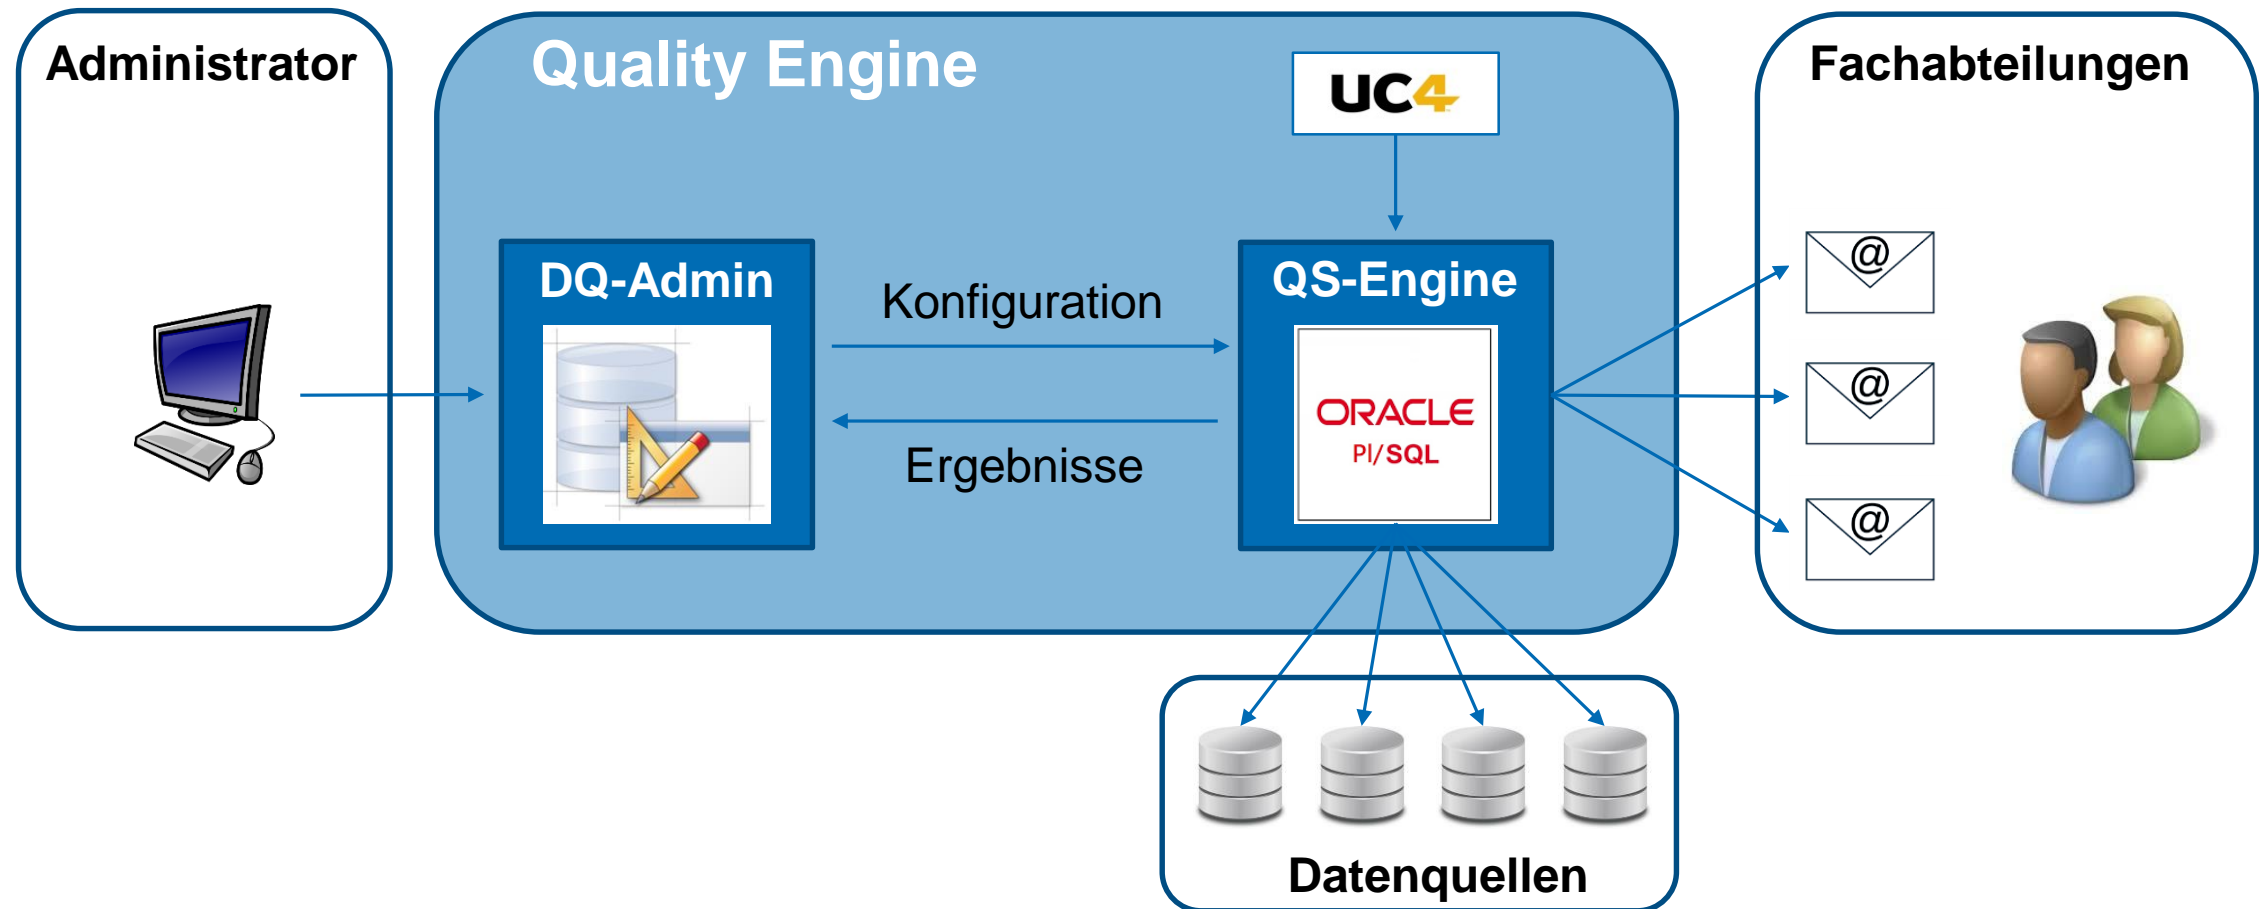 Administrator
Quality Engine
UC4
Fachabteilungen
DQ-Admin
Konfiguration
Ergebnisse
QS-Engine
ORACLE
Pl/SQL
@
@
@
Datenquellen